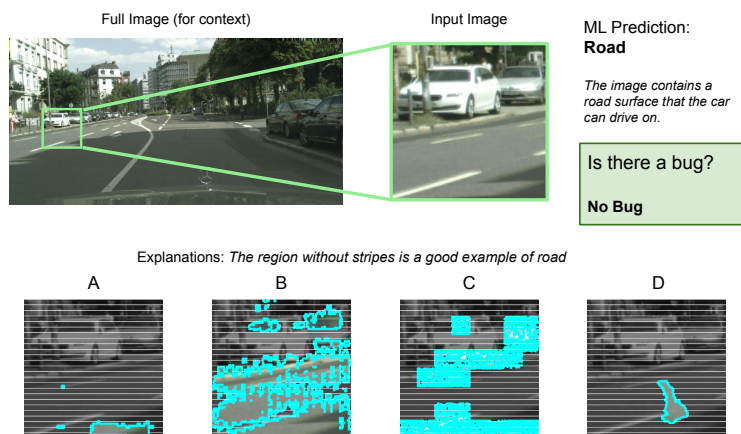 Full Image (for context)
Input Image
ML Prediction:
Road
The image contains a
road surface that the car
can drive on.
Is there a bug?
No Bug
Explanations: The region without stripes is a good example of road
A
B
C
D